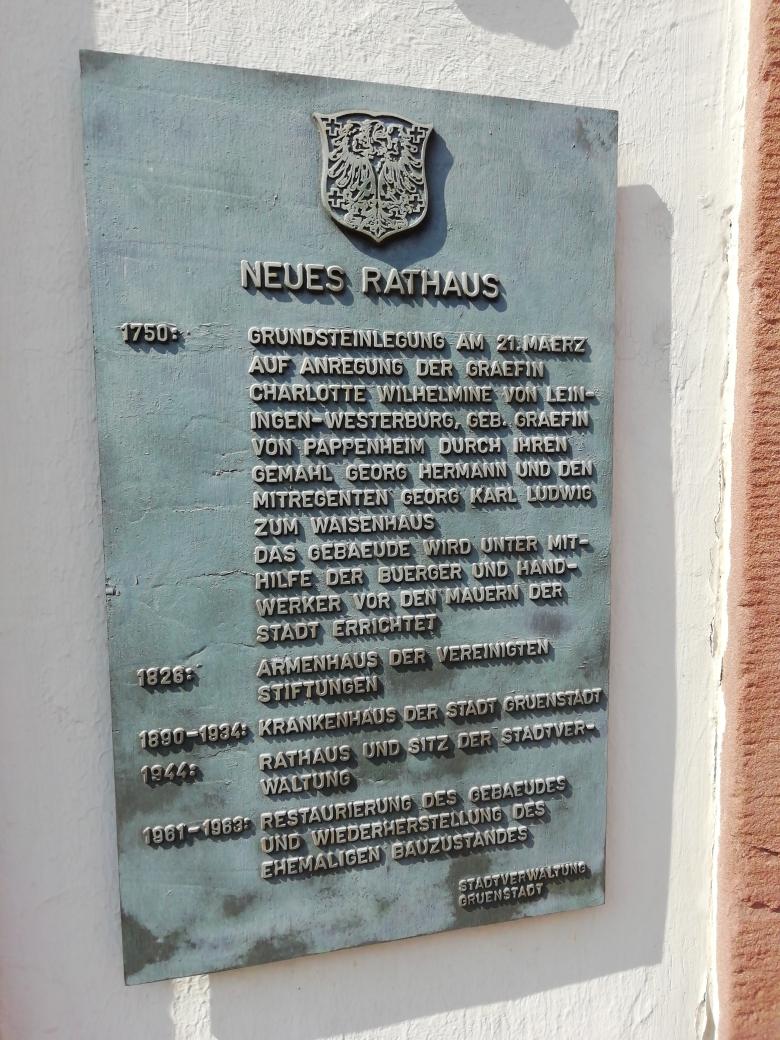 NEUES RATHAUS
1750: GRUNDSTEINLEGUNG AM 21. MAERZ
AUF ANREGUNG DER GRAEFIN
CHARLOTTE WILHELMINE VON LEIN-
INGEN-WESTERBURG, GEB. GRAEFIN
VON PAPPENHEIM DURCH IHREN
GEMAHL GEORG HERMANN UND DEN
MITREGENTEN GEORG KARL LUDWIG
ZUM WAISENHAUS
DAS GEBAEUDE WIRD UNTER MIT-
HILFE DER BUERGER UND HAND-
WERKER VOR DEN MAUERN DER
STADT ERRICHTET
1826: ARMENHAUS DER VEREINIGTEN
STIFTUNGEN
1890-1934: KRANKENHAUS DER STADT GRUENSTADT
1944: RATHAUS UND SITZ DER STADTVER-
WALTUNG
1961-1963: RESTAURIERUNG DES GEBAEUDES
UND WIEDERHERSTELLUNG DES
EHEMALIGEN BAUZUSTANDES
STADTVERWALTUNG
GRUENSTADT